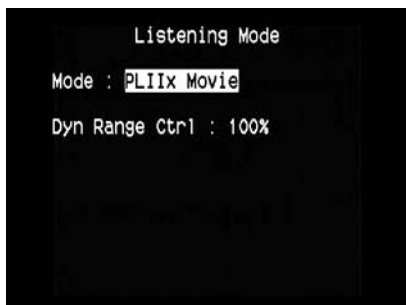 Listening Mode
Mode : PLIIx Movie
Dyn Range Ctrl : 100%